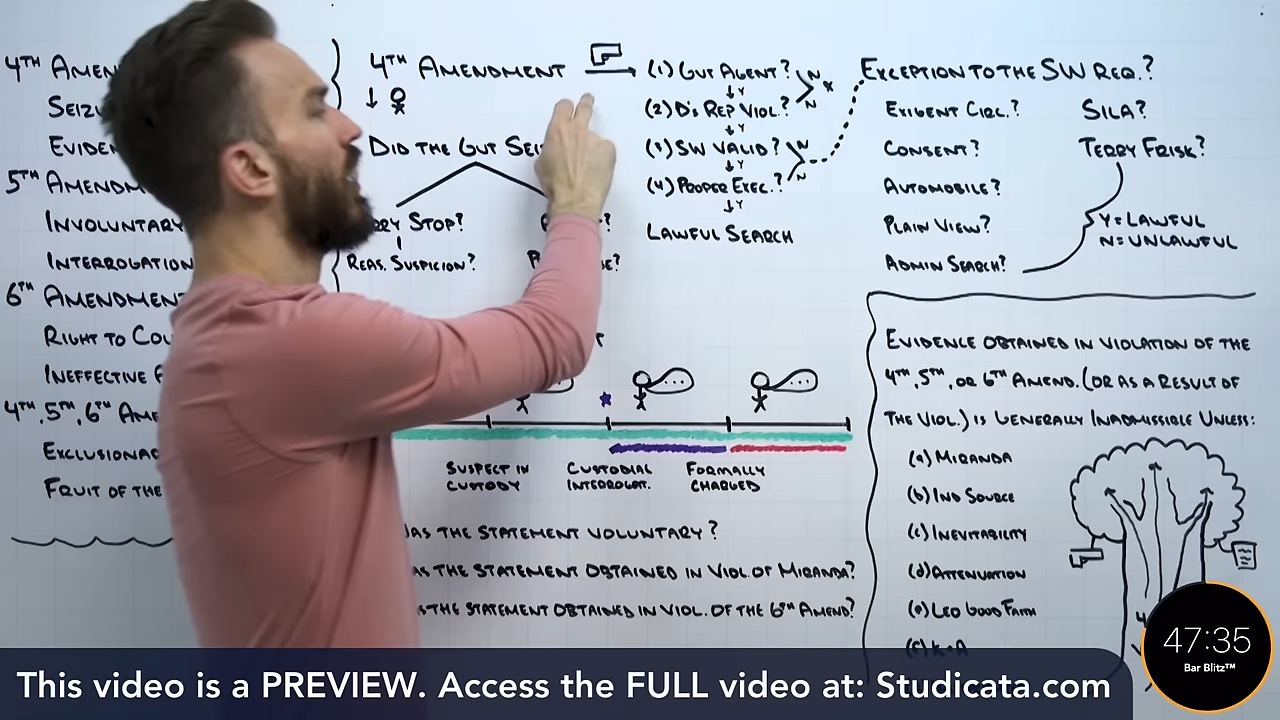 4TH AMEN
SEIZU
EVIDEN
5TH AMENDM
INVOLUNTARY
INTERROGATION
6TH AMENDMENT
RIGHT TO COU
INEFFECTIVE
4TH, 5TH, 6TH AME
EXCLUSIONA
FRUIT OF THE
4TH AMENDMENT
DID THE GVT SEI
RRY STOP?
REAS. SUSPICION?
(1) GVT AGENT?
Y
(2) D's REP VIOL.?
Y
(3) SW VALID?
Y
(4) PROPER EXEC.?
Y
LAWFUL SEARCH
N
N
X
N
N
EXCEPTION TO THE SW REQ.?
EXIGENT CIRC.?
CONSENT?
AUTOMOBILE?
PLAIN VIEW?
ADMIN SEARCH?
SILA?
TERRY FRISK?
Y = LAWFUL
N = UNLAWFUL
SUSPECT IN
CUSTODY
CUSTODIAL
INTERROGAT.
FORMALLY
CHARGED
AS THE STATEMENT VOLUNTARY?
AS THE STATEMENT OBTAINED IN VIOL. OF MIRANDA?
THE STATEMENT OBTAINED IN VIOL. OF THE 6TH AMEND?
EVIDENCE OBTAINED IN VIOLATION OF THE
4TH, 5TH, OR 6TH AMEND. (OR AS A RESULT OF
THE VIOL.) IS GENERALLY INADMISSIBLE UNLESS:
(a) MIRANDA
(b) IND SOURCE
(c) INEVITABILITY
(d) ATTENUATION
(e) LEO GOOD FAITH
(f) K+A
47:35
Bar Blitz™
This video is a PREVIEW. Access the FULL video at: Studicata.com